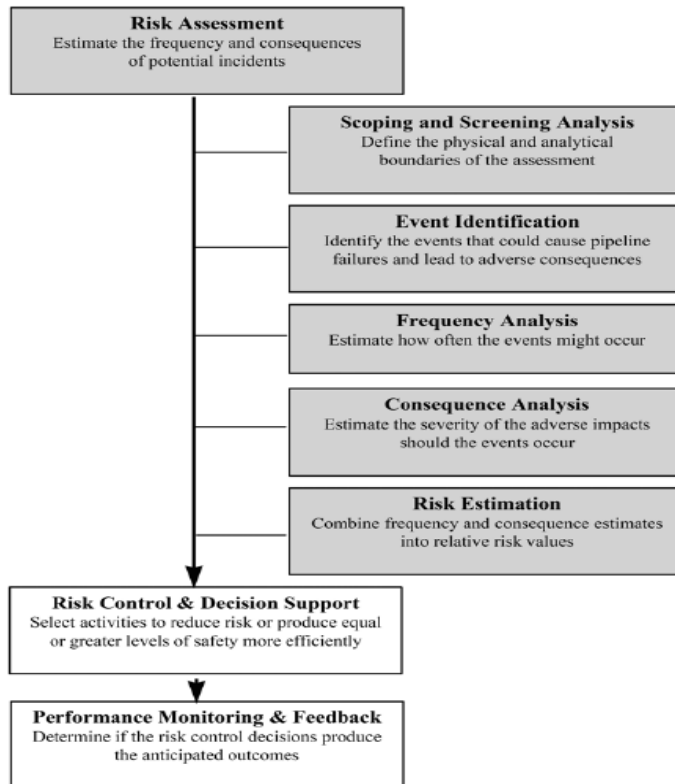 Risk Assessment
Estimate the frequency and consequences
of potential incidents
Scoping and Screening Analysis
Define the physical and analytical
boundaries of the assessment
Event Identification
Identify the events that could cause pipeline
failures and lead to adverse consequences
Frequency Analysis
Estimate how often the events might occur
Consequence Analysis
Estimate the severity of the adverse impacts
should the events occur
Risk Estimation
Combine frequency and consequence estimates
into relative risk values
Risk Control & Decision Support
Select activities to reduce risk or produce equal
or greater levels of safety more efficiently
Performance Monitoring & Feedback
Determine if the risk control decisions produce
the anticipated outcomes